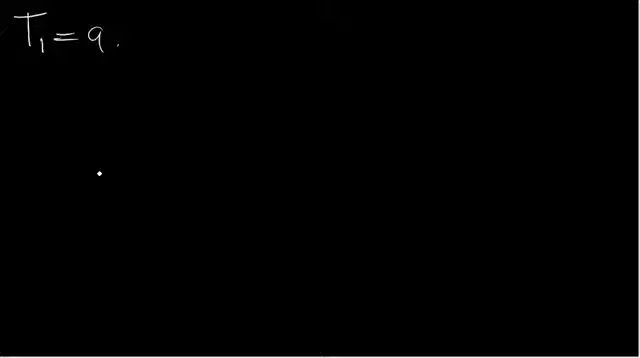 T₁ = a.